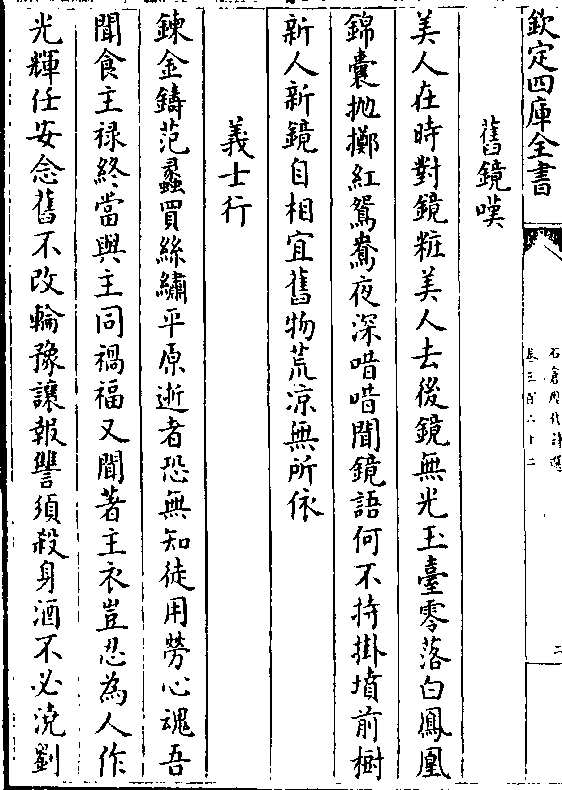 欽定四庫全書
石倉歷代詩選
卷三百六十二
二
舊鏡嘆
美人在時對鏡粧美人去後鏡無光玉臺零落白鳳凰
錦囊抛擲紅鴛鴦夜深唶唶聞鏡語何不持掛墳前樹
新人新鏡自相宜舊物荒凉無所依
義士行
鍊金鑄范蠡買絲繡平原逝者恐無知徒用勞心魂吾
聞食主禄終當與主同禍福又聞著主衣豈忍為人作
光輝任安念舊不改輪豫讓報讐須殺身酒不必澆劉